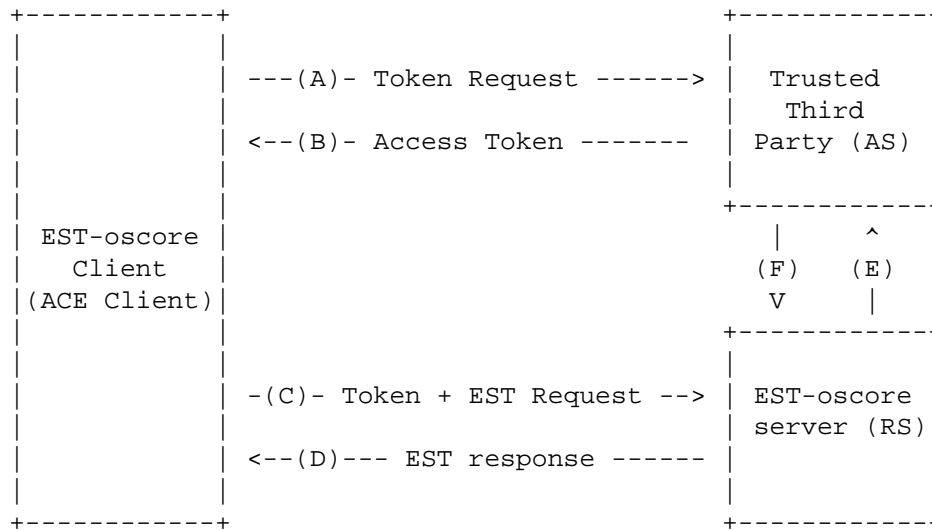 +------------+                             +------------
|            |                             |
|            | ---(A)- Token Request ------> |  Trusted
|            |                             |   Third
|            | <--(B)- Access Token ------- | Party (AS)
|            |                             |
|            |                             +------------
| EST-oscore |                               |     ^
|   Client   |                              (F)   (E)
|(ACE Client)|                               V     |
|            |                             +------------
|            |                             |
|            | -(C)- Token + EST Request --> | EST-oscore
|            |                             | server (RS)
|            | <--(D)--- EST response ------ |
|            |                             |
+------------+                             +------------